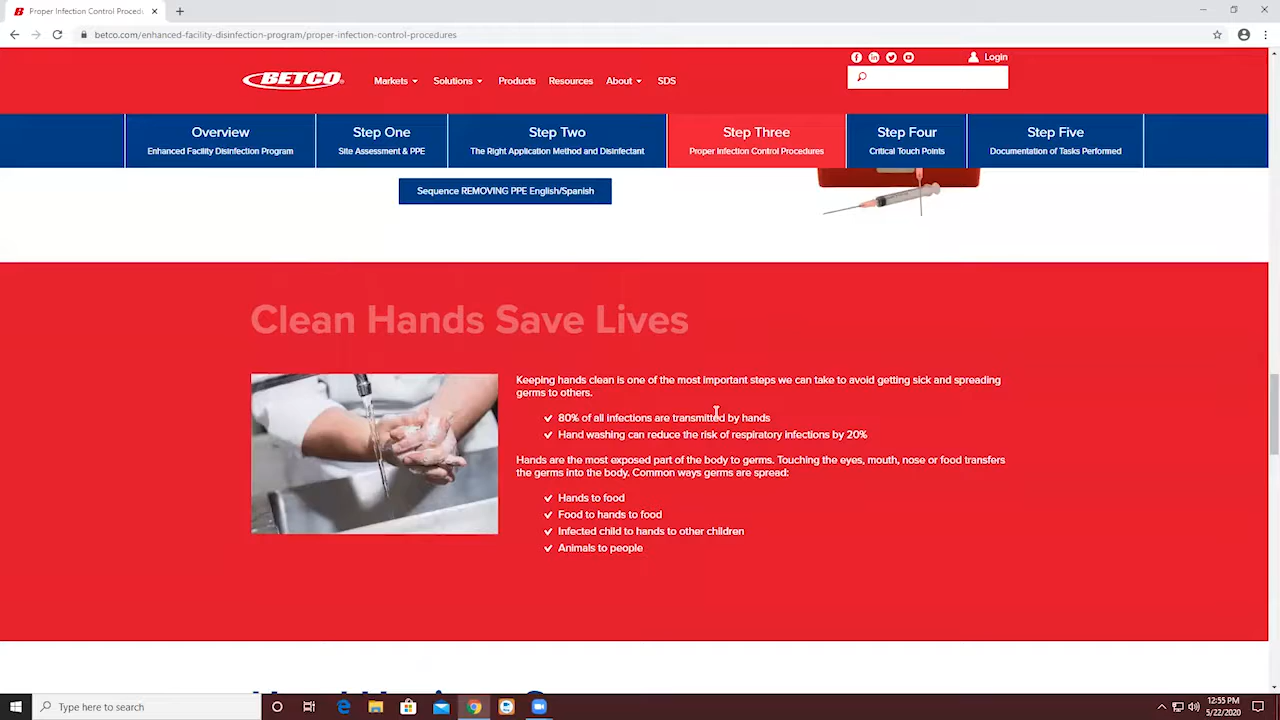 Proper Infection Control Procedu
betco.com/enhanced-facility-disinfection-program/proper-infection-control-procedures
BETCO
Markets
Solutions
Products
Resources
About
SDS
Login
Overview
Enhanced Facility Disinfection Program
Step One
Site Assessment & PPE
Step Two
The Right Application Method and Disinfectant
Step Three
Proper Infection Control Procedures
Step Four
Critical Touch Points
Step Five
Documentation of Tasks Performed
Sequence REMOVING PPE English/Spanish
Clean Hands Save Lives
Keeping hands clean is one of the most important steps we can take to avoid getting sick and spreading
germs to others.
80% of all infections are transmitted by hands
Hand washing can reduce the risk of respiratory infections by 20%
Hands are the most exposed part of the body to germs. Touching the eyes, mouth, nose or food transfers
the germs into the body. Common ways germs are spread:
Hands to food
Food to hands to food
Infected child to hands to other children
Animals to people
Type here to search
12:55 PM
5/22/2020